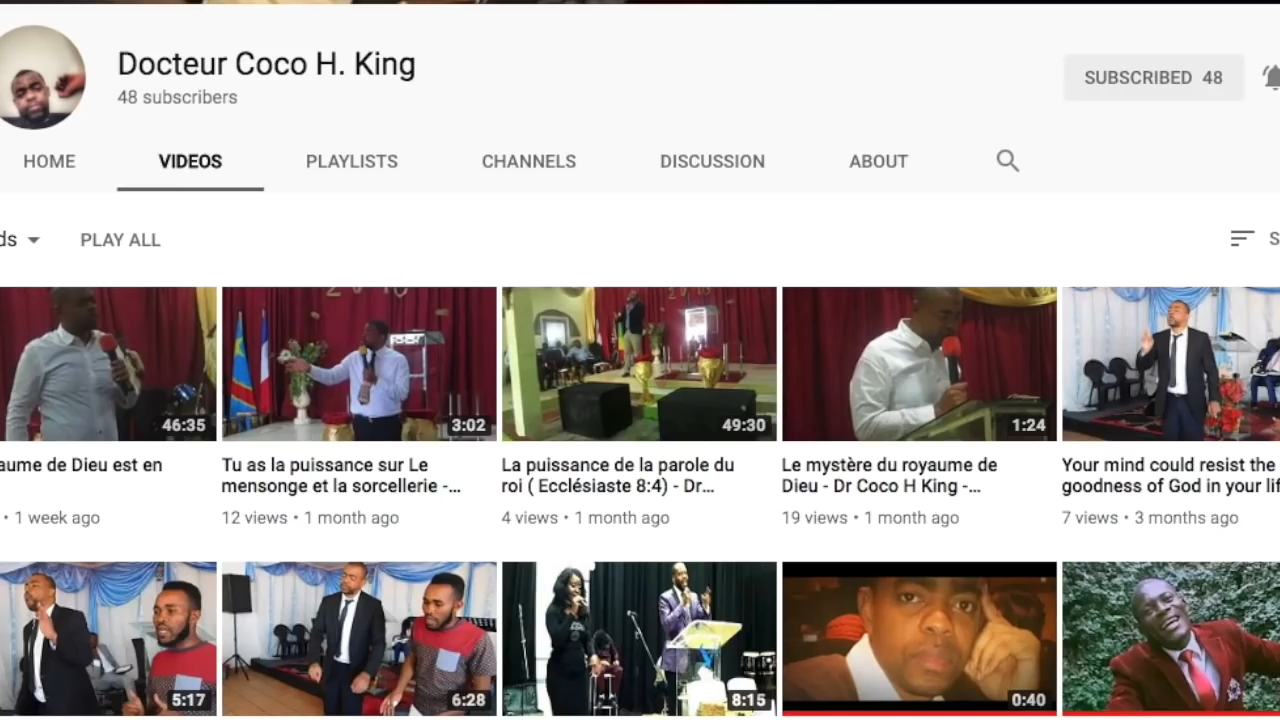 Docteur Coco H. King
48 subscribers
SUBSCRIBED 48
HOME VIDEOS PLAYLISTS CHANNELS DISCUSSION ABOUT
ds PLAY ALL S
46:35 3:02 49:30 1:24
aume de Dieu est en
• 1 week ago
Tu as la puissance sur Le
mensonge et la sorcellerie -...
12 views • 1 month ago
La puissance de la parole du
roi ( Ecclésiaste 8:4) - Dr...
4 views • 1 month ago
Le mystère du royaume de
Dieu - Dr Coco H King -...
19 views • 1 month ago
Your mind could resist the
goodness of God in your lif
7 views • 3 months ago
5:17 6:28 8:15 0:40